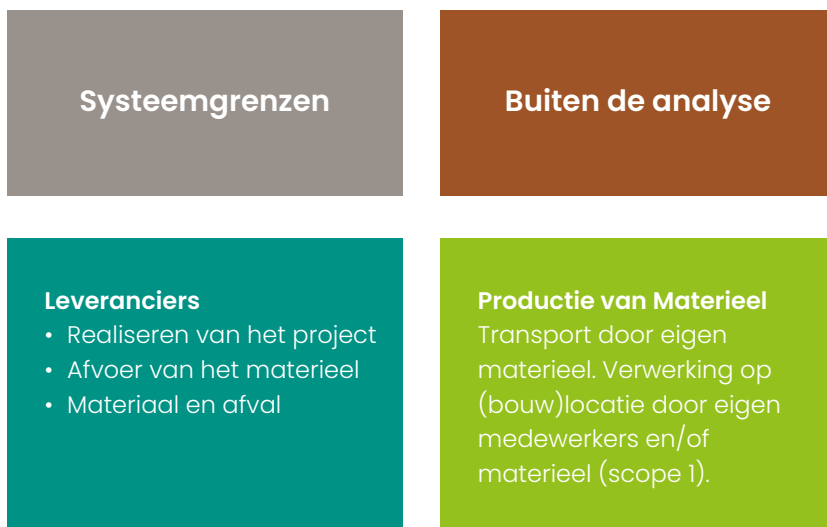 Systeemgrenzen
Buiten de analyse
Leveranciers
• Realiseren van het project
• Afvoer van het materieel
• Materiaal en afval
Productie van Materieel
Transport door eigen
materieel. Verwerking op
(bouw)locatie door eigen
medewerkers en/of
materieel (scope 1).